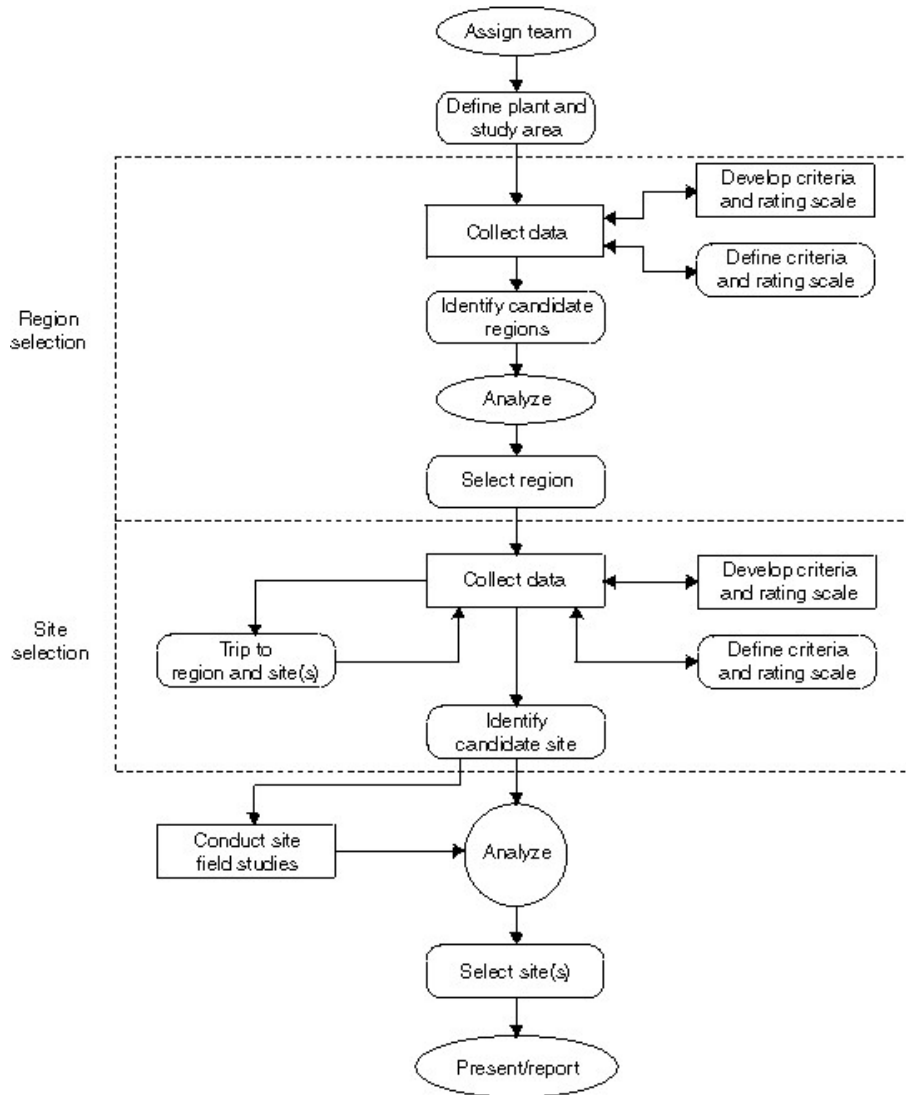 Assign team
Define plant and
study area
Develop criteria
and rating scale
Collect data
Define criteria
and rating scale
Identify candidate
regions
Region
selection
Analyze
Select region
Collect data
Develop criteria
and rating scale
Site
selection
Trip to
region and site(s)
Define criteria
and rating scale
Identify
candidate site
Conduct site
field studies
Analyze
Select site(s)
Present/report